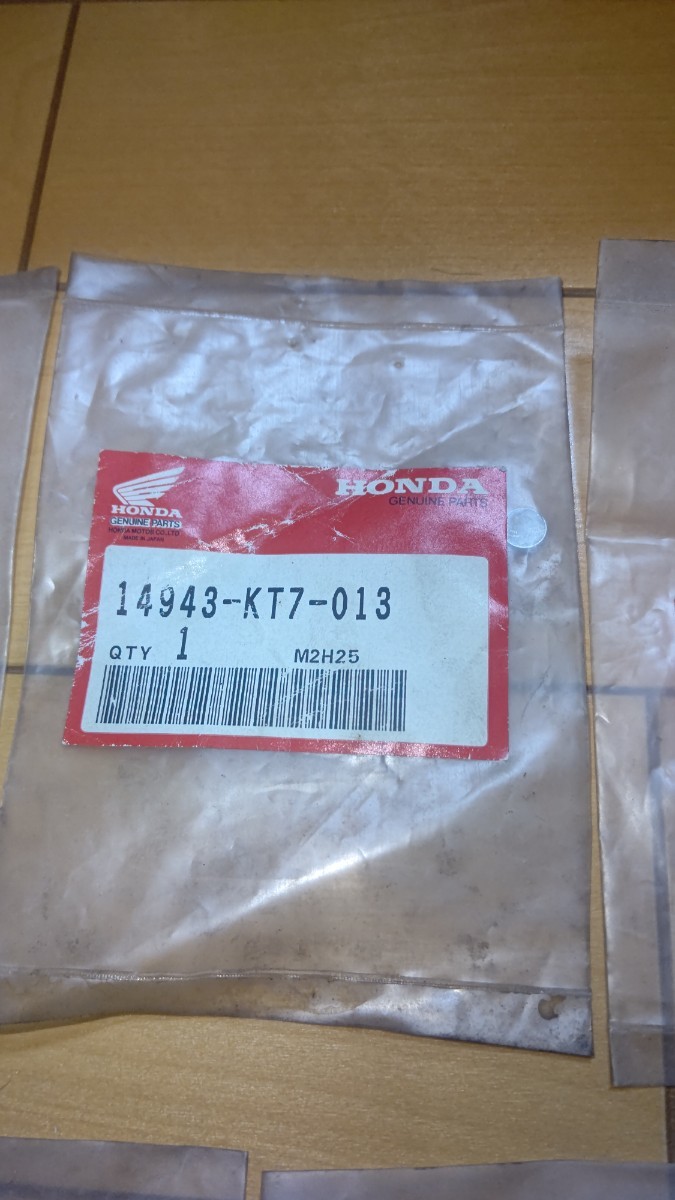 HONDA
GENUINE PARTS
HONDA MOTOR CO.,LTD.
MADE IN JAPAN
HONDA
GENUINE PARTS
14943-KT7-013
QTY 1 M2H25